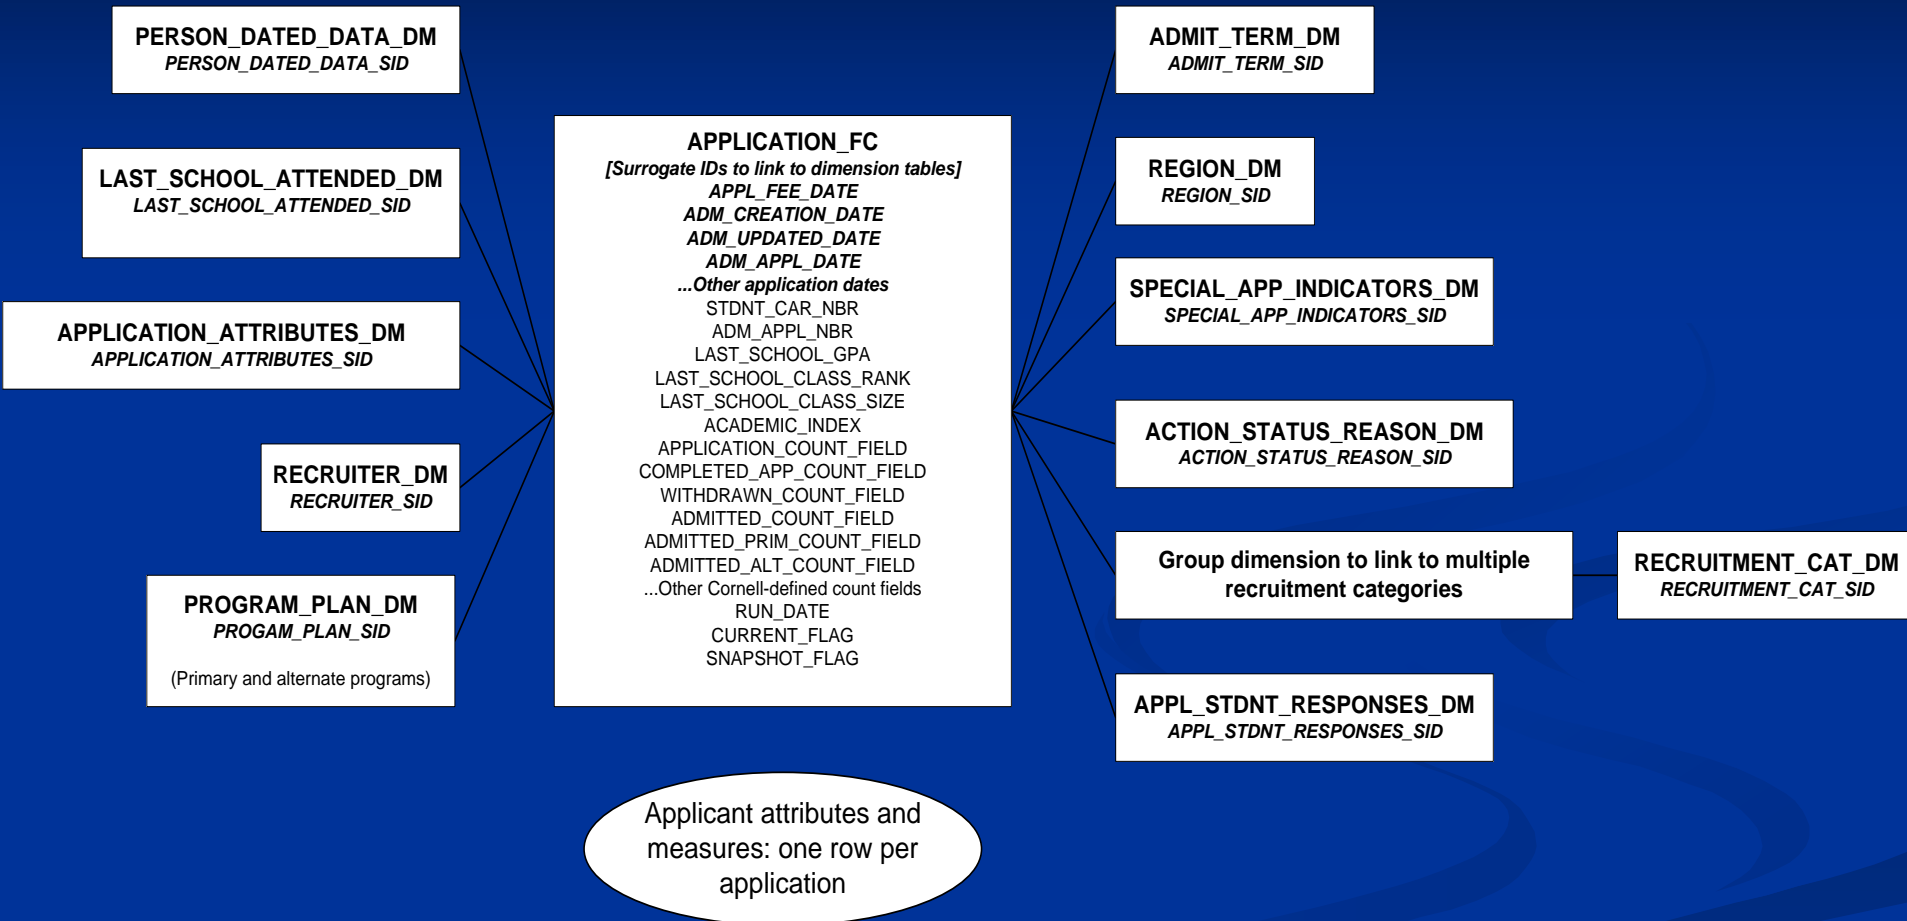 PERSON_DATED_DATA_DM
PERSON_DATED_DATA_SID
LAST_SCHOOL_ATTENDED_DM
LAST_SCHOOL_ATTENDED_SID
APPLICATION_ATTRIBUTES_DM
APPLICATION_ATTRIBUTES_SID
RECRUITER_DM
RECRUITER_SID
PROGRAM_PLAN_DM
PROGAM_PLAN_SID
(Primary and alternate programs)
APPLICATION_FC
[Surrogate IDs to link to dimension tables]
APPL_FEE_DATE
ADM_CREATION_DATE
ADM_UPDATED_DATE
ADM_APPL_DATE
...Other application dates
STDNT_CAR_NBR
ADM_APPL_NBR
LAST_SCHOOL_GPA
LAST_SCHOOL_CLASS_RANK
LAST_SCHOOL_CLASS_SIZE
ACADEMIC_INDEX
APPLICATION_COUNT_FIELD
COMPLETED_APP_COUNT_FIELD
WITHDRAWN_COUNT_FIELD
ADMITTED_COUNT_FIELD
ADMITTED_PRIM_COUNT_FIELD
ADMITTED_ALT_COUNT_FIELD
...Other Cornell-defined count fields
RUN_DATE
CURRENT_FLAG
SNAPSHOT_FLAG
ADMIT_TERM_DM
ADMIT_TERM_SID
REGION_DM
REGION_SID
SPECIAL_APP_INDICATORS_DM
SPECIAL_APP_INDICATORS_SID
ACTION_STATUS_REASON_DM
ACTION_STATUS_REASON_SID
Group dimension to link to multiple
recruitment categories
RECRUITMENT_CAT_DM
RECRUITMENT_CAT_SID
APPL_STDNT_RESPONSES_DM
APPL_STDNT_RESPONSES_SID
Applicant attributes and
measures: one row per
application